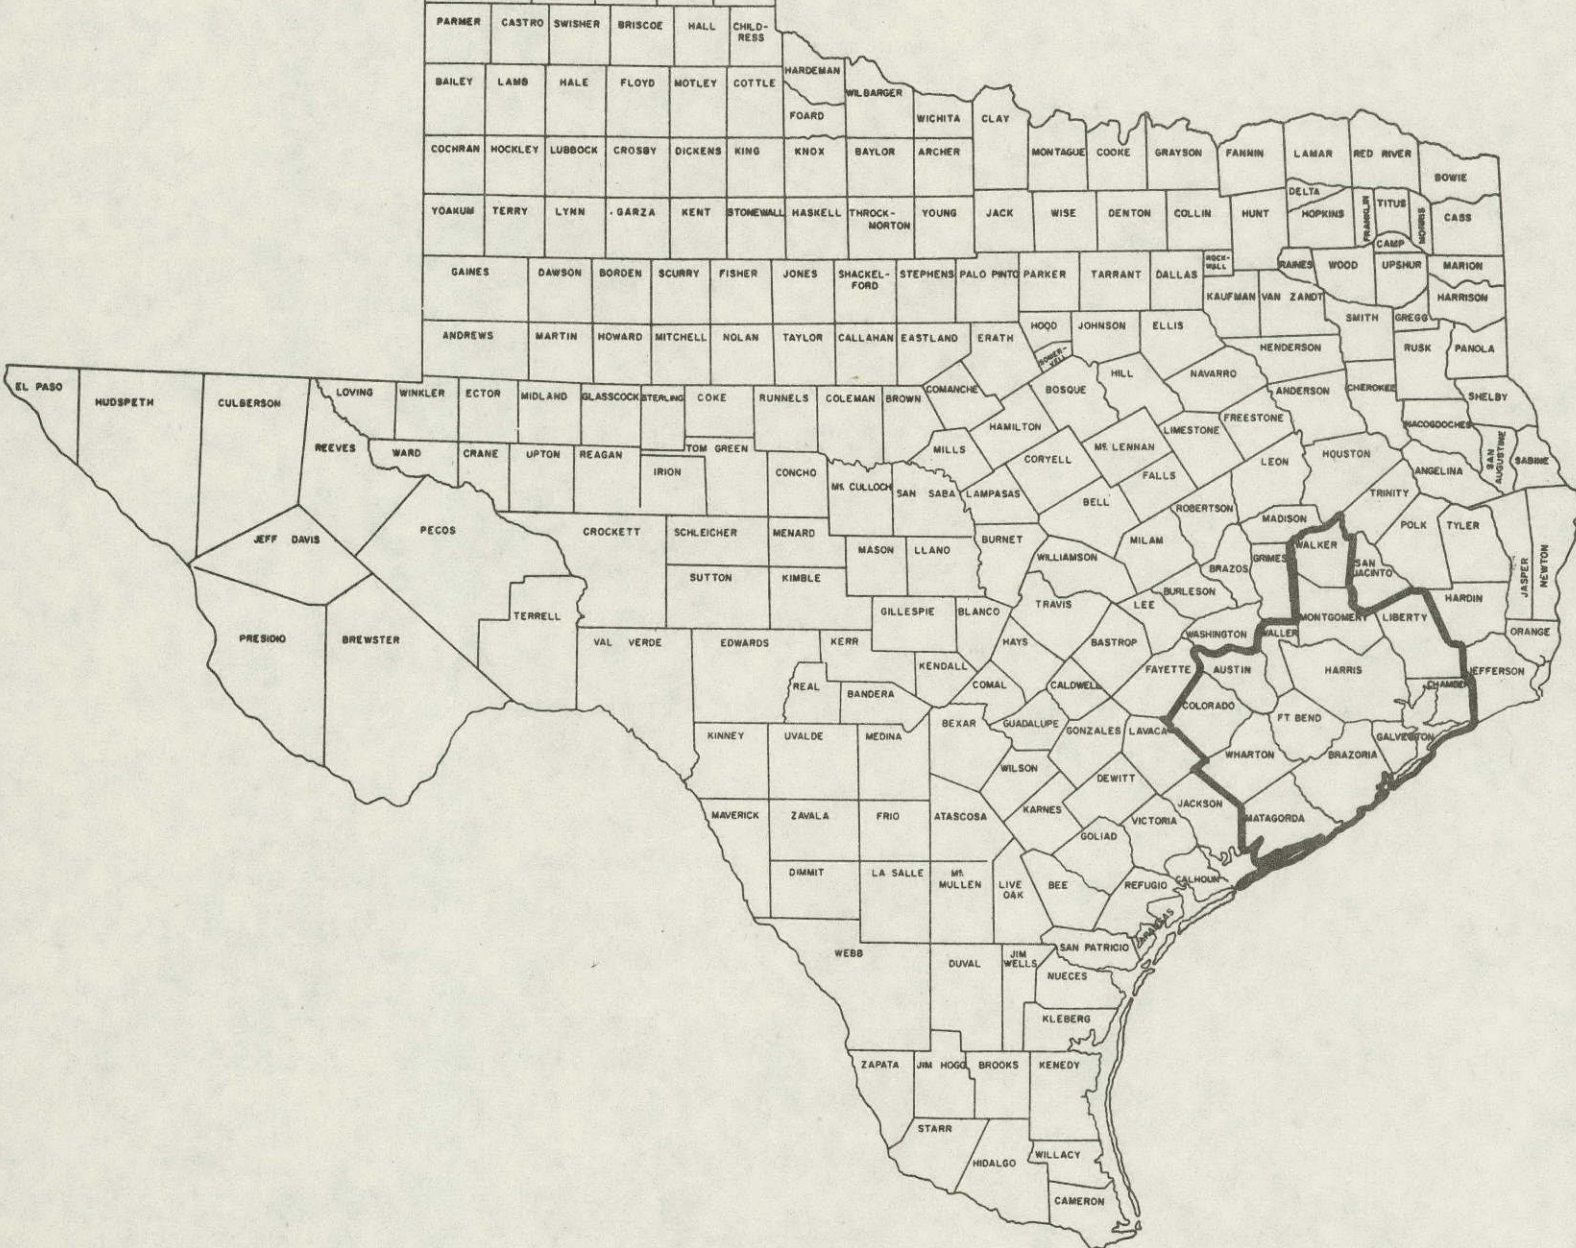 PARMER CASTRO SWISHER BRISCOE HALL CHILD-
RESS
HARDEMAN
BAILEY LAMB HALE FLOYD MOTLEY COTTLE
WILBARGER
FOARD
WICHITA CLAY
COCHRAN HOCKLEY LUBBOCK CROSBY DICKENS KING KNOX BAYLOR ARCHER MONTAGUE COOKE GRAYSON FANNIN LAMAR RED RIVER
BOWIE
DELTA
YOAKUM TERRY LYNN GARZA KENT STONEWALL HASKELL THROCK-
MORTON
YOUNG JACK WISE DENTON COLLIN HUNT HOPKINS FRANKLIN TITUS MORRIS CASS
CAMP
GAINES DAWSON BORDEN SCURRY FISHER JONES SHACKEL-
FORD
STEPHENS PALO PINTO PARKER TARRANT DALLAS ROCK-
WALL
RAINES WOOD UPSHUR MARION
KAUFMAN VAN ZANDT HARRISON
SMITH GREGG
ANDREWS MARTIN HOWARD MITCHELL NOLAN TAYLOR CALLAHAN EASTLAND ERATH HOOD JOHNSON ELLIS
SOMER-
VELL
HENDERSON RUSK PANOLA
EL PASO HUDSPETH CULBERSON LOVING WINKLER ECTOR MIDLAND GLASSCOCK STERLING COKE RUNNELS COLEMAN BROWN COMANCHE BOSQUE HILL NAVARRO ANDERSON CHEROKEE SHELBY
HAMILTON LIMESTONE FREESTONE NACOGDOCHES
REEVES WARD CRANE UPTON REAGAN TOM GREEN MILLS CORYELL Mc LENNAN LEON HOUSTON SAN
AUGUSTINE
SABINE
IRION CONCHO FALLS ANGELINA
Mc CULLOCH SAN SABA LAMPASAS BELL ROBERTSON TRINITY
PECOS JEFF DAVIS CROCKETT SCHLEICHER MENARD BURNET MILAM MADISON POLK TYLER
MASON LLANO WILLIAMSON GRIMES WALKER
BRAZOS SAN
JACINTO
JASPER NEWTON
SUTTON KIMBLE
BURLESON HARDIN
TERRELL GILLESPIE BLANCO TRAVIS LEE MONTGOMERY LIBERTY
PRESIDIO BREWSTER VAL VERDE EDWARDS KERR HAYS BASTROP WASHINGTON WALLER ORANGE
KENDALL FAYETTE AUSTIN HARRIS JEFFERSON
REAL BANDERA COMAL CALDWELL CHAMBER
COLORADO
BEXAR GUADALUPE GONZALES LAVACA FT BEND
KINNEY UVALDE MEDINA GALVESTON
WILSON DEWITT WHARTON BRAZORIA
MAVERICK ZAVALA FRIO ATASCOSA KARNES VICTORIA JACKSON MATAGORDA
GOLIAD
DIMMIT LA SALLE Mc
MULLEN
LIVE
OAK
BEE REFUGIO CALHOUN
ARANSAS
WEBB DUVAL JIM
WELLS
SAN PATRICIO
NUECES
KLEBERG
ZAPATA JIM HOGG BROOKS KENEDY
STARR
HIDALGO WILLACY
CAMERON